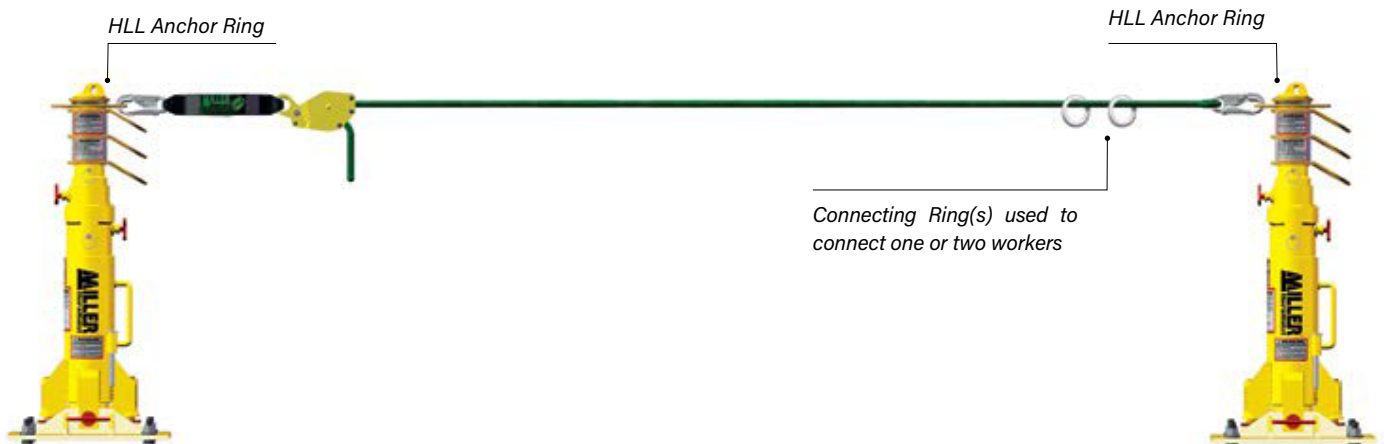 HLL Anchor Ring
HLL Anchor Ring
Connecting Ring(s) used to
connect one or two workers
MILLER
MILLER